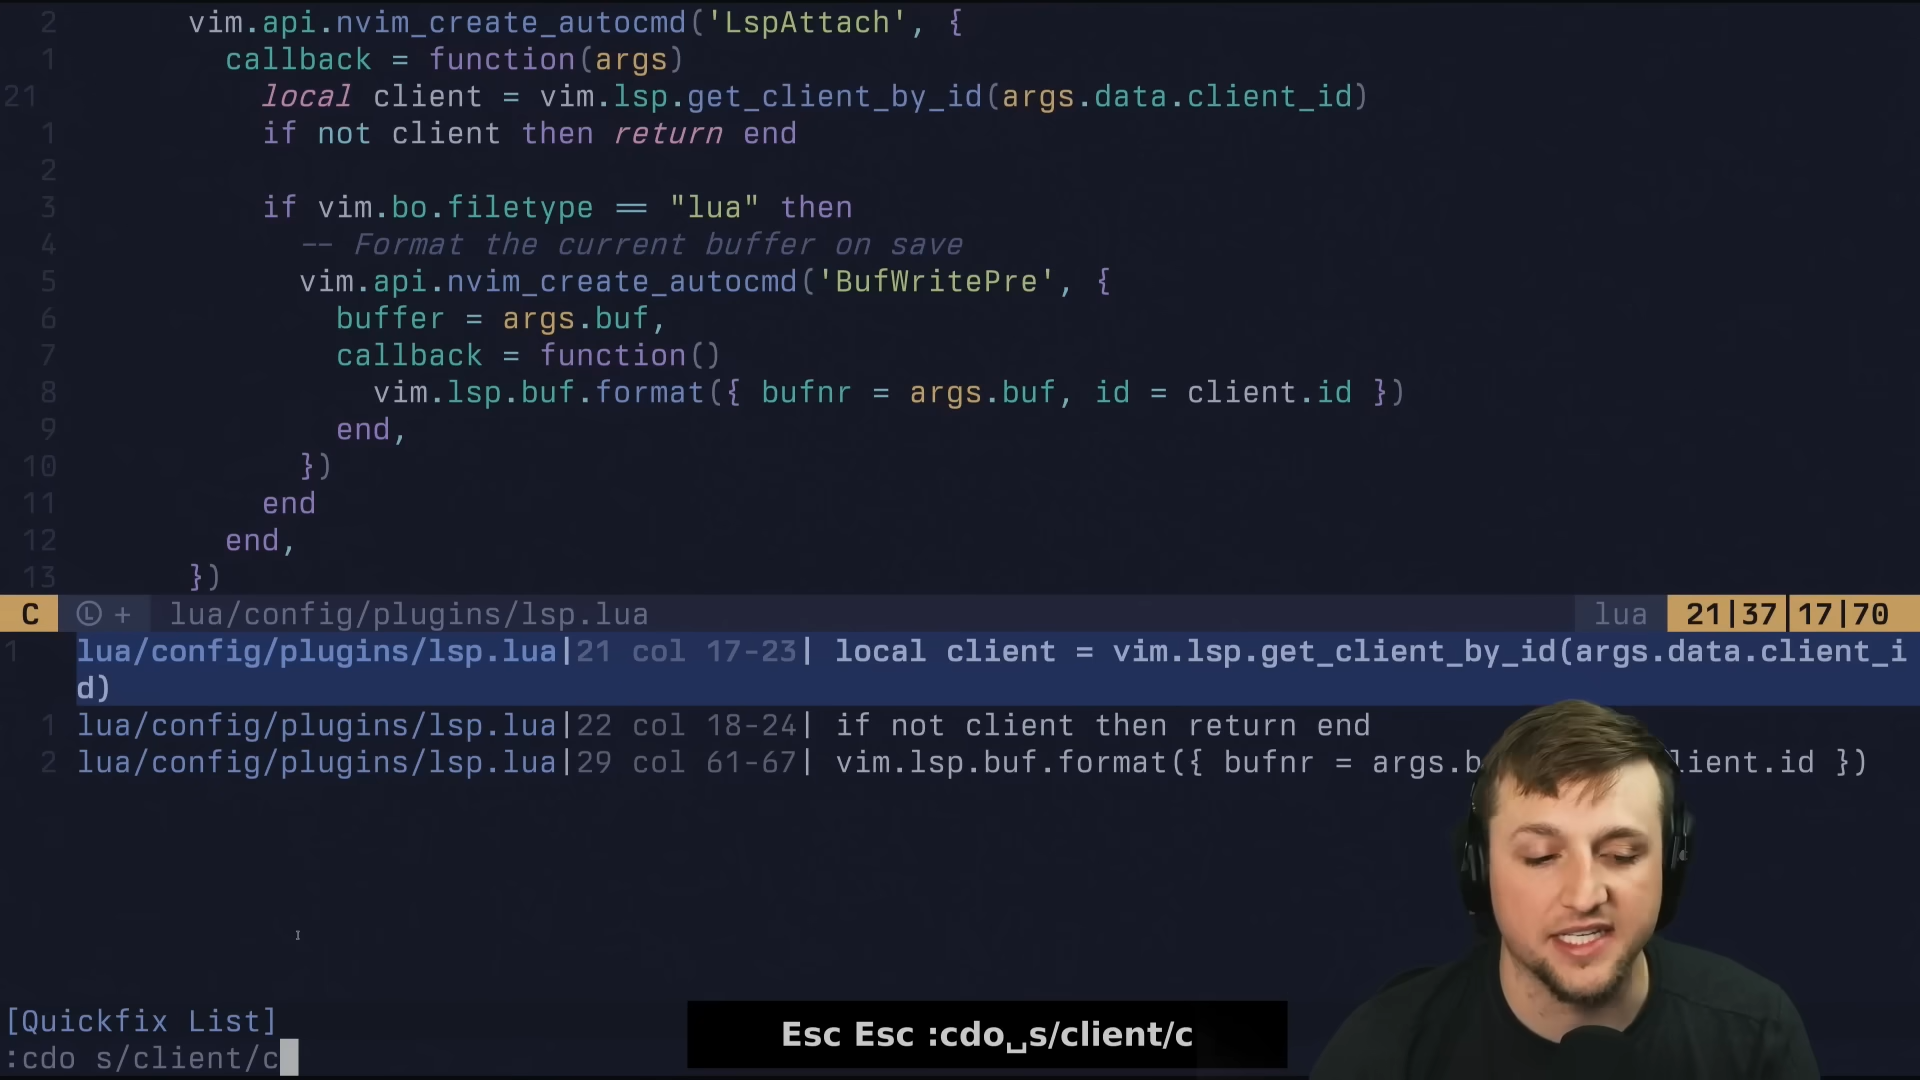 2 vim.api.nvim_create_autocmd('LspAttach', {
1 callback = function(args)
21 local client = vim.lsp.get_client_by_id(args.data.client_id)
1 if not client then return end
2
3 if vim.bo.filetype == "lua" then
4 -- Format the current buffer on save
5 vim.api.nvim_create_autocmd('BufWritePre', {
6 buffer = args.buf,
7 callback = function()
8 vim.lsp.buf.format({ bufnr = args.buf, id = client.id })
9 end,
10 })
11 end
12 end,
13 })
C Ⓛ + lua/config/plugins/lsp.lua lua 21|37 17|70
1 lua/config/plugins/lsp.lua|21 col 17-23| local client = vim.lsp.get_client_by_id(args.data.client_i
d)
1 lua/config/plugins/lsp.lua|22 col 18-24| if not client then return end
2 lua/config/plugins/lsp.lua|29 col 61-67| vim.lsp.buf.format({ bufnr = args.b lient.id })
[Quickfix List]
:cdo s/client/c
Esc Esc :cdo␣s/client/c